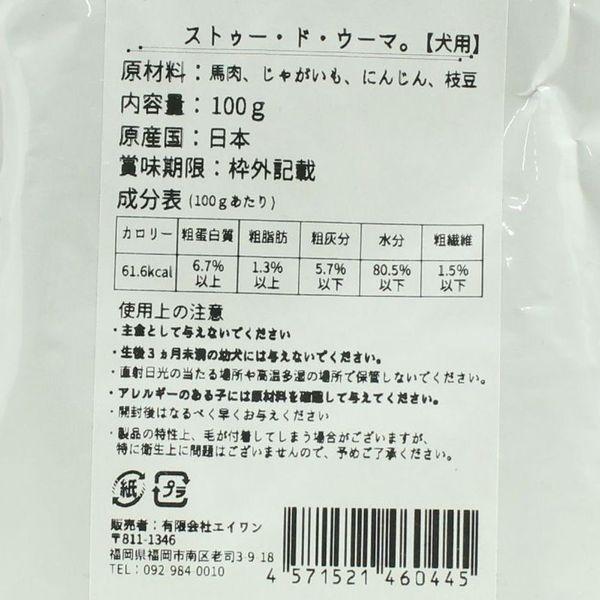 ストゥー・ド・ウーマ。【犬用】
原材料：馬肉、じゃがいも、にんじん、枝豆
内容量：100g
原産国：日本
賞味期限：枠外記載
成分表(100gあたり)
カロリー 粗蛋白質 粗脂肪 粗灰分 水分 粗繊維
61.6kcal 6.7%以上 1.3%以上 5.7%以下 80.5%以下 1.5%以下
使用上の注意
・主食として与えないでください
・生後3ヵ月未満の幼犬には与えないでください。
・直射日光の当たる場所や高温多湿の場所で保管しないでください。
・アレルギーのある子には原材料を確認して与えてください。
・開封後はなるべく早くお与えください
・製品の特性上、毛が付着してしまう場合がございますが、
特に衛生上に問題はございませんので、予めご了承ください。
紙 プラ
販売者：有限会社エイワン
〒811-1346
福岡県福岡市南区老司3-9-18
TEL：092-984-0010
4 571521 460445